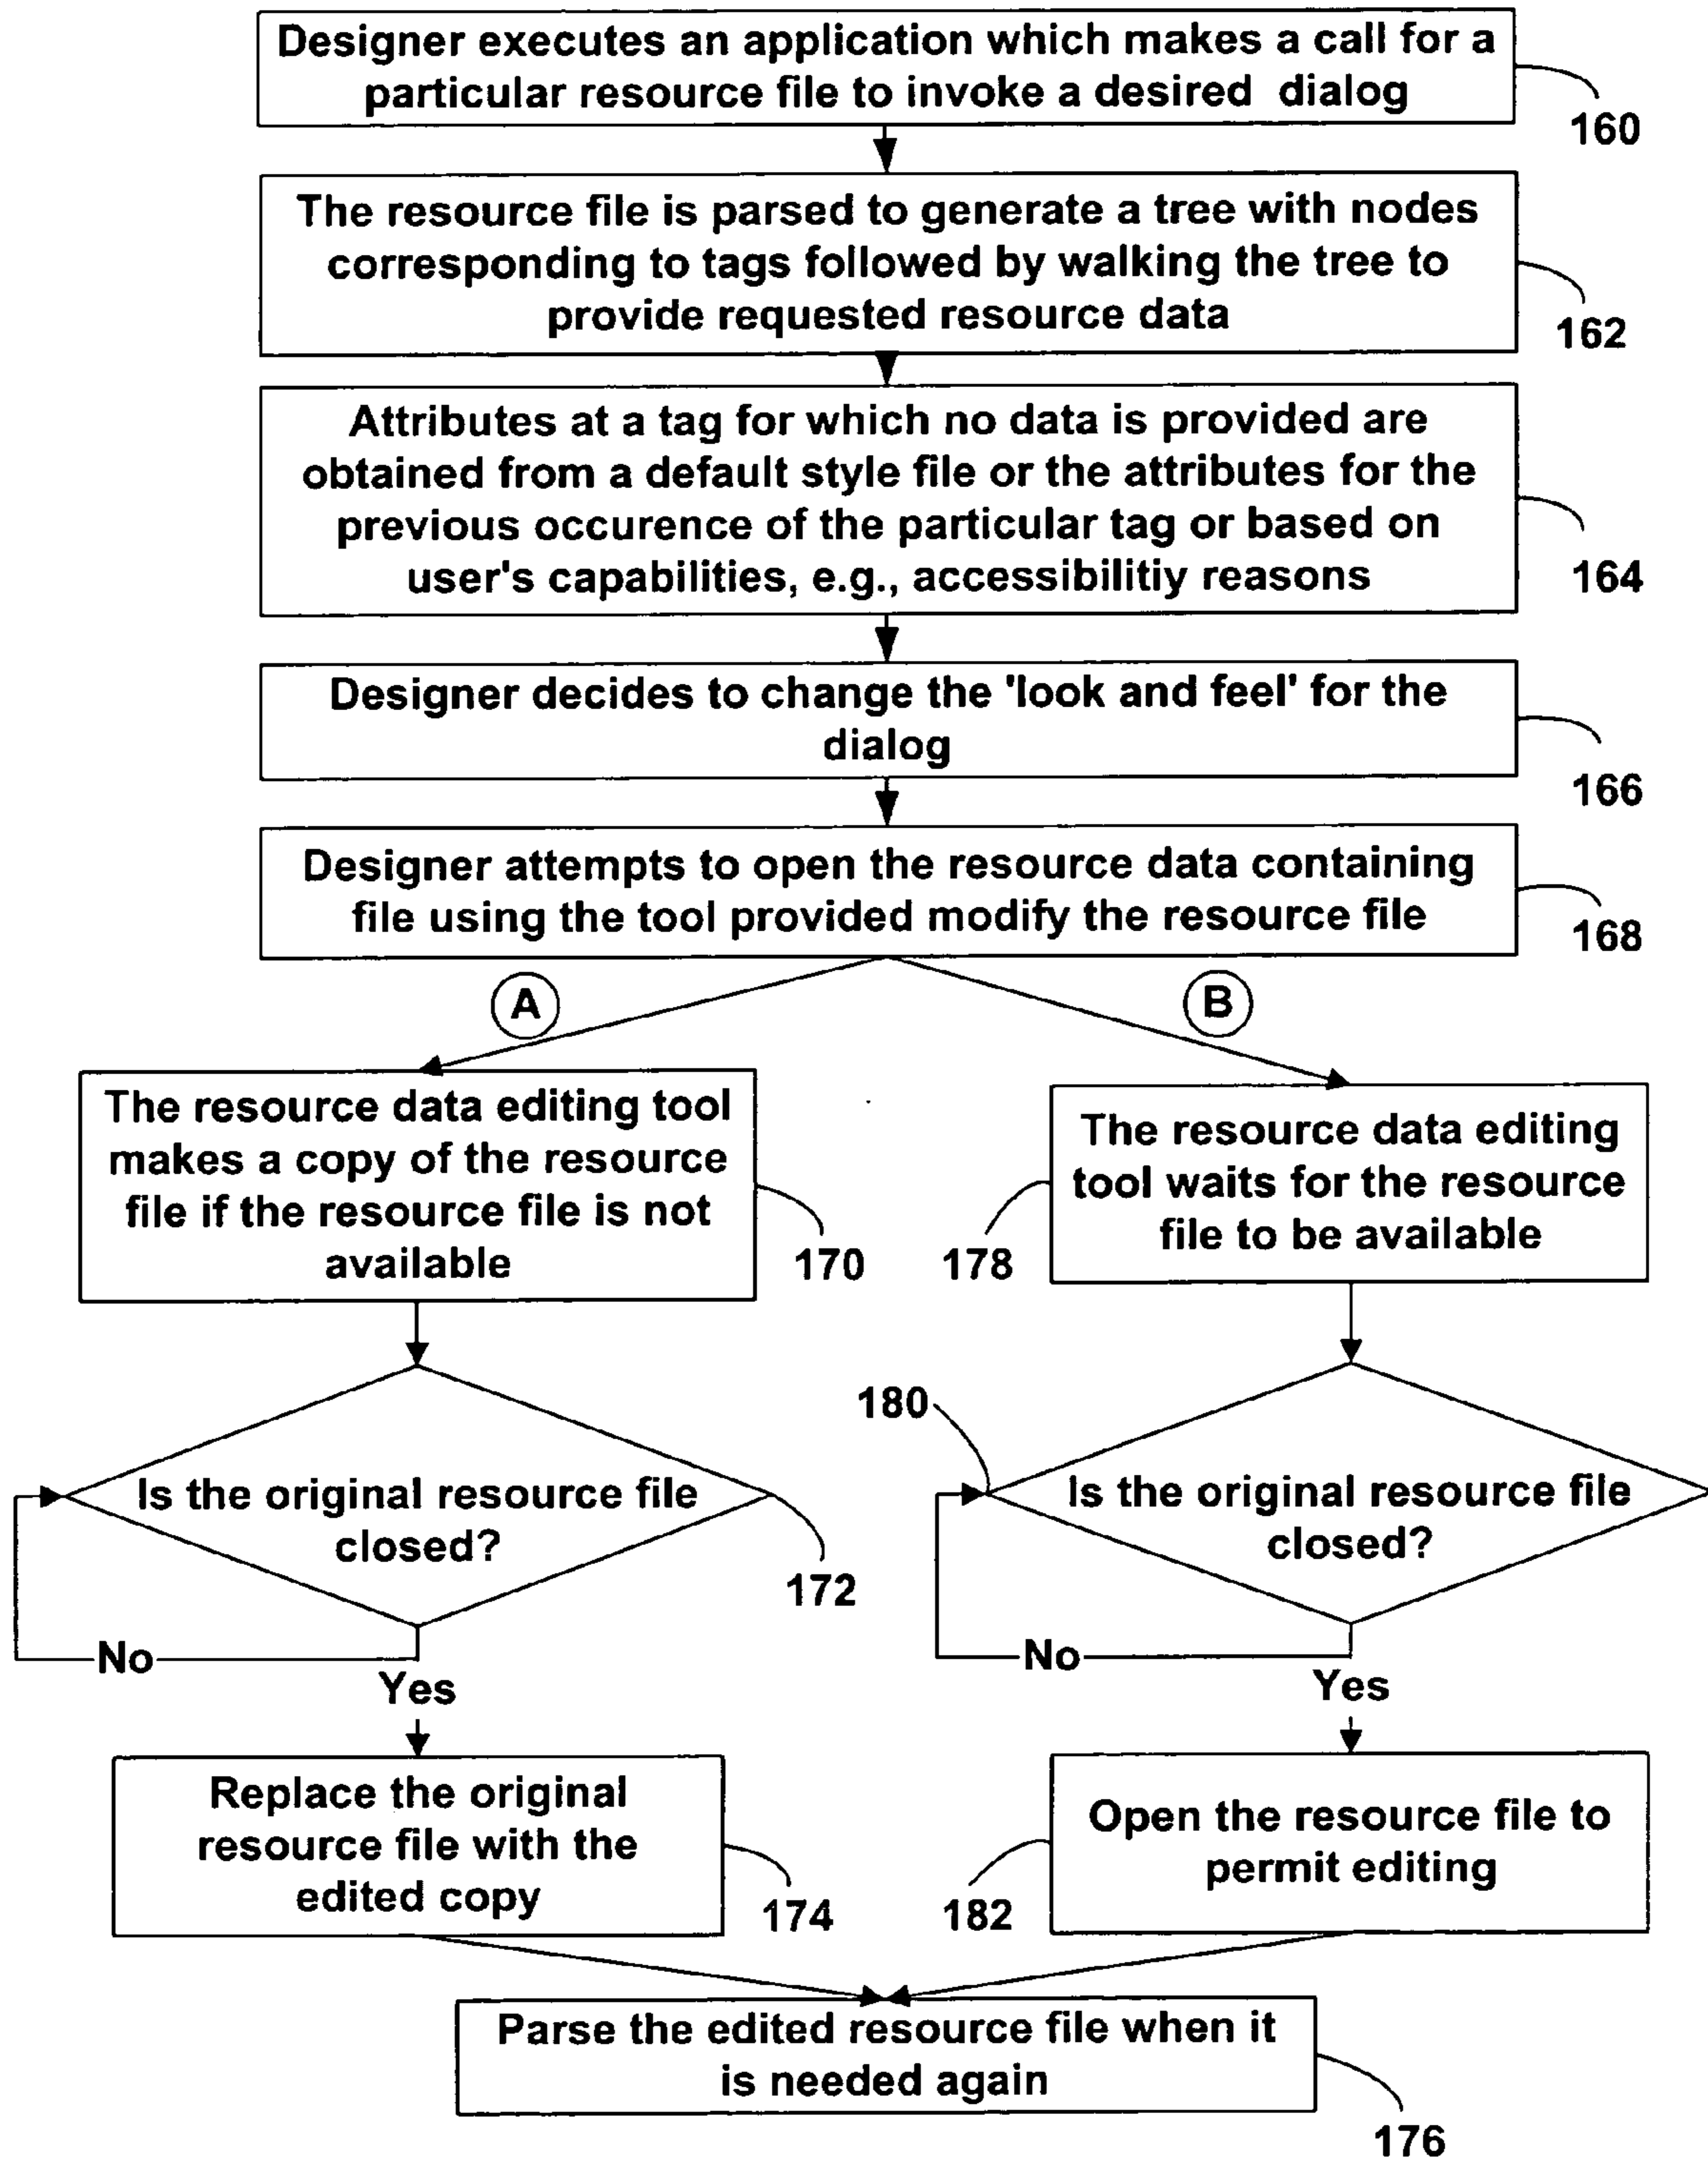 Designer executes an application which makes a call for a
particular resource file to invoke a desired dialog
160
The resource file is parsed to generate a tree with nodes
corresponding to tags followed by walking the tree to
provide requested resource data
162
Attributes at a tag for which no data is provided are
obtained from a default style file or the attributes for the
previous occurence of the particular tag or based on
user's capabilities, e.g., accessibilitiy reasons
164
Designer decides to change the 'look and feel' for the
dialog
166
Designer attempts to open the resource data containing
file using the tool provided modify the resource file
168
A
B
The resource data editing tool
makes a copy of the resource
file if the resource file is not
available
170
The resource data editing
tool waits for the resource
file to be available
178
Is the original resource file
closed?
172
No
Yes
180
Is the original resource file
closed?
No
Yes
Replace the original
resource file with the
edited copy
174
Open the resource file to
permit editing
182
Parse the edited resource file when it
is needed again
176